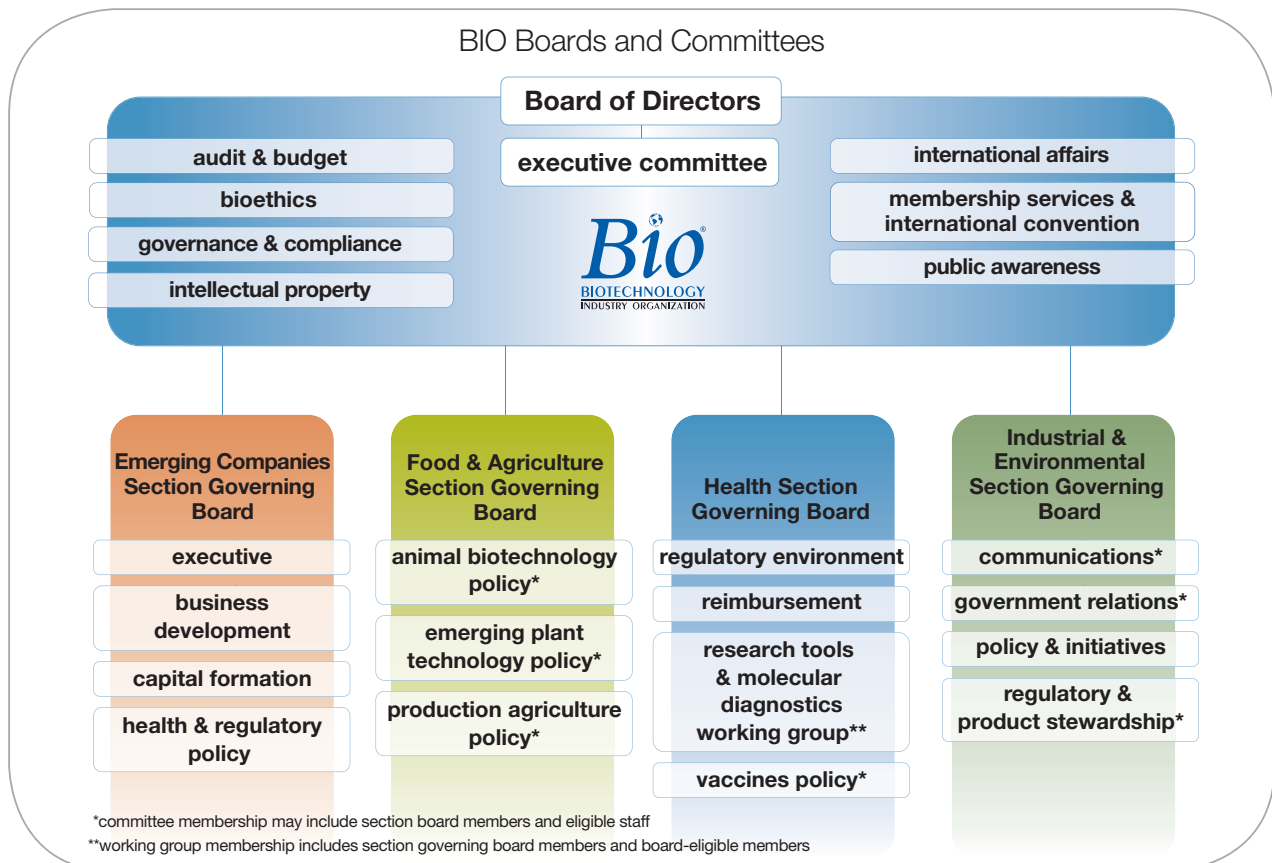 BIO Boards and Committees
Board of Directors
executive committee
audit & budget
bioethics
governance & compliance
intellectual property
Bio®
BIOTECHNOLOGY
INDUSTRY ORGANIZATION
international affairs
membership services &
international convention
public awareness
Emerging Companies
Section Governing
Board
executive
business
development
capital formation
health & regulatory
policy
Food & Agriculture
Section Governing
Board
animal biotechnology
policy*
emerging plant
technology policy*
production agriculture
policy*
Health Section
Governing Board
regulatory environment
reimbursement
research tools
& molecular
diagnostics
working group**
vaccines policy*
Industrial &
Environmental
Section Governing
Board
communications*
government relations*
policy & initiatives
regulatory &
product stewardship*
*committee membership may include section board members and eligible staff
**working group membership includes section governing board members and board-eligible members